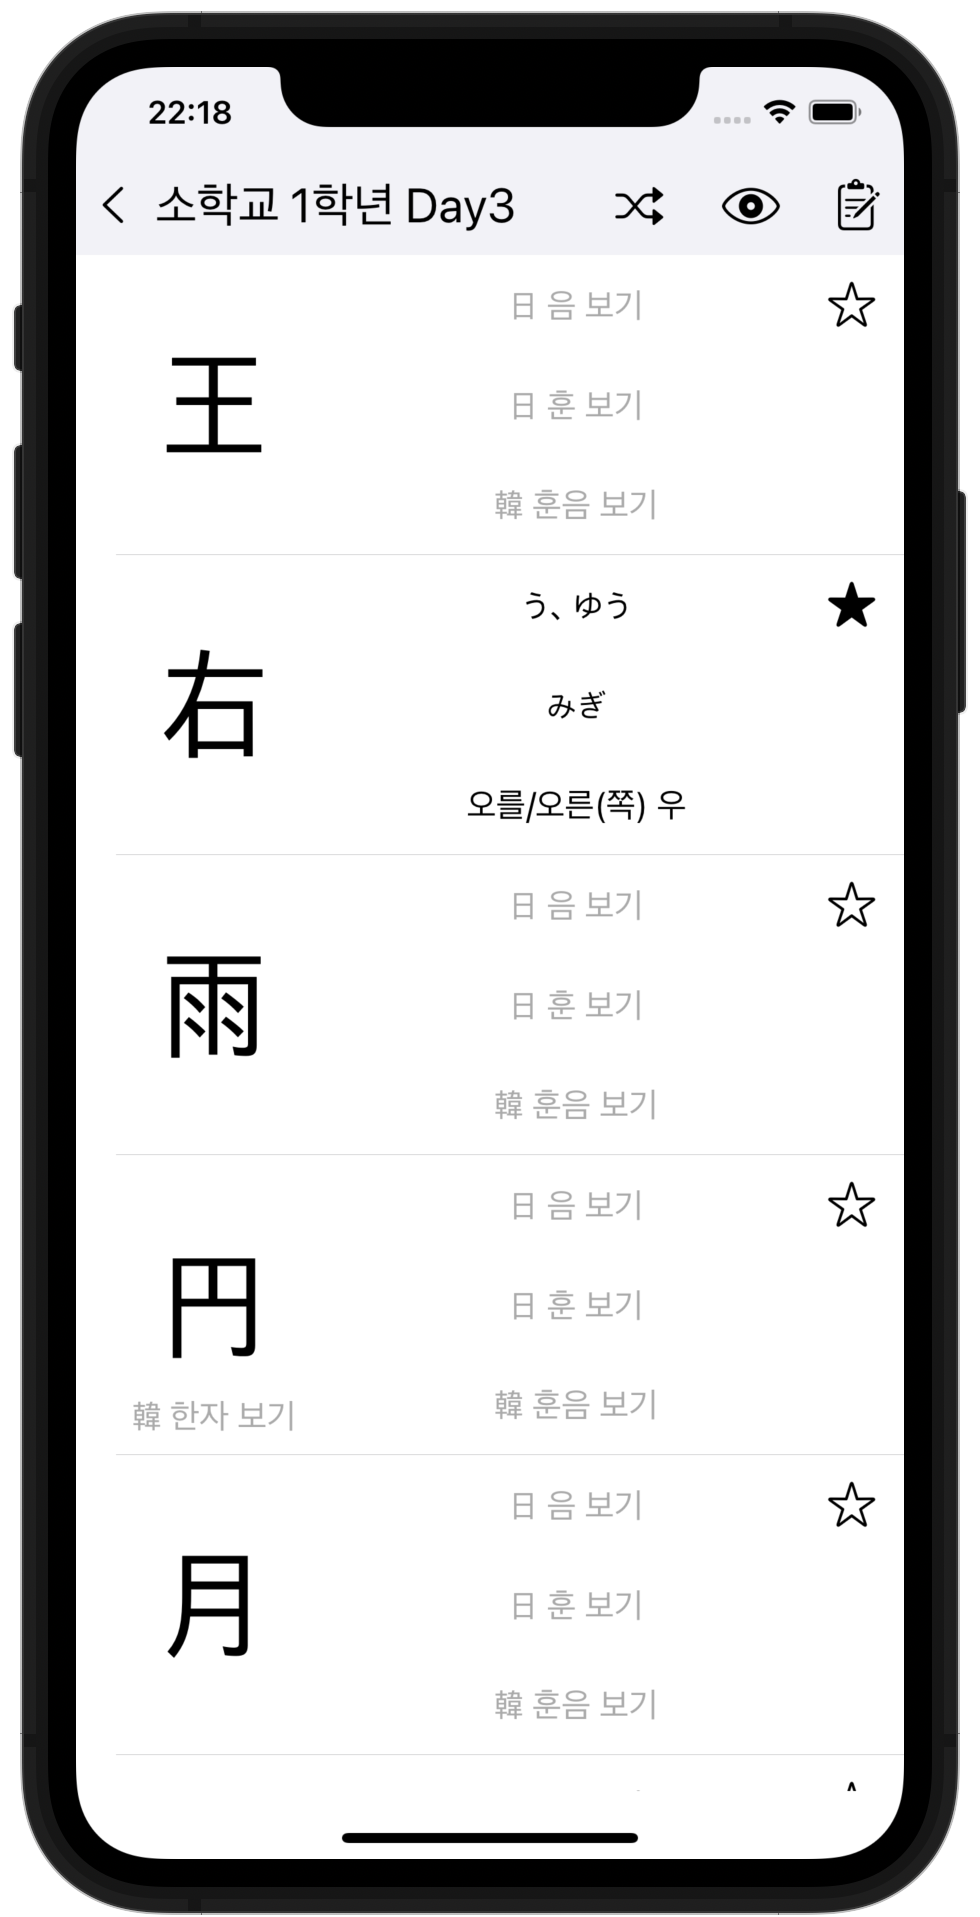 22:18
소학교 1학년 Day3
日 음 보기
王
日 훈 보기
韓 훈음 보기
う、ゆう
右
みぎ
오를/오른(쪽) 우
日 음 보기
雨
日 훈 보기
韓 훈음 보기
日 음 보기
円
日 훈 보기
韓 훈음 보기
韓 한자 보기
日 음 보기
月
日 훈 보기
韓 훈음 보기